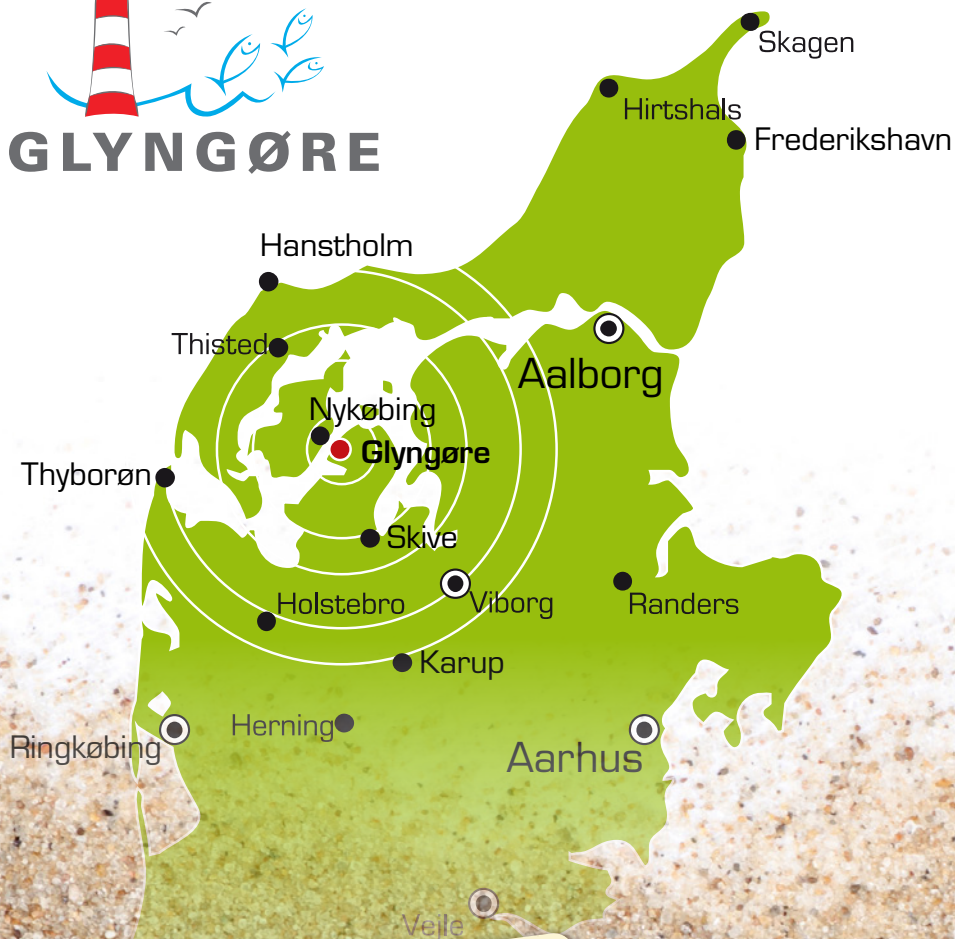 GLYNGØRE
Skagen
Hirtshals
Frederikshavn
Hanstholm
Thisted
Aalborg
Nykøbing
Glyngøre
Thyborøn
Skive
Holstebro
Viborg
Randers
Karup
Herning
Ringkøbing
Aarhus
Vejle